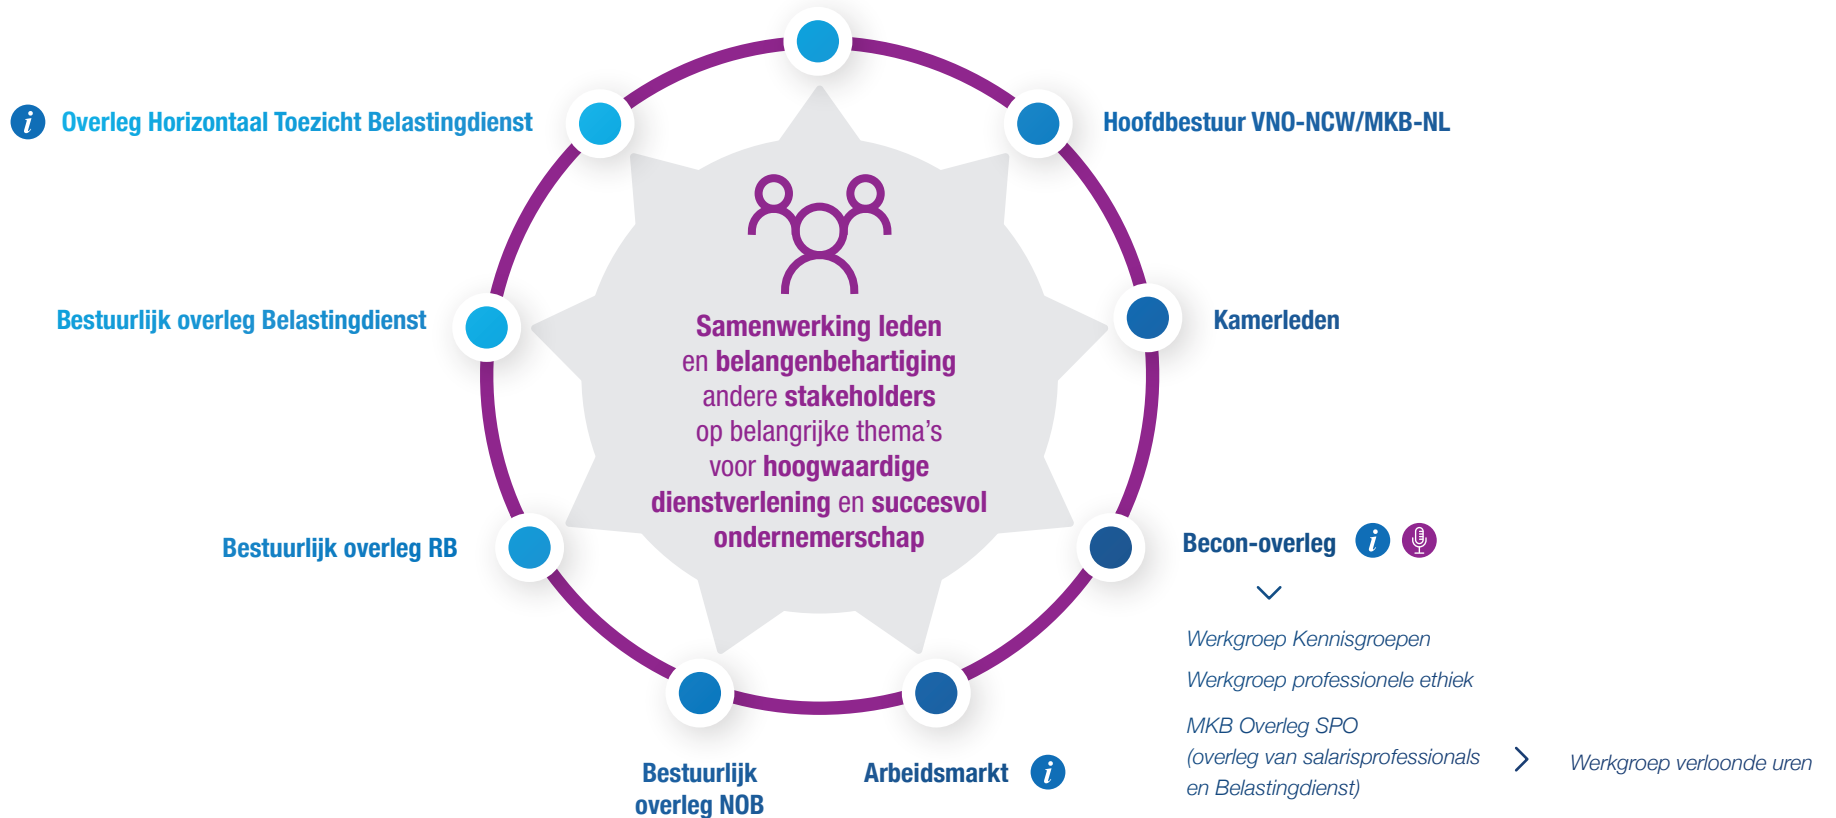 Overleg Horizontaal Toezicht Belastingdienst
Hoofdbestuur VNO-NCW/MKB-NL
Bestuurlijk overleg Belastingdienst
Kamerleden
Samenwerking leden
en belangenbehartiging
andere stakeholders
op belangrijke thema's
voor hoogwaardige
dienstverlening en succesvol
ondernemerschap
Bestuurlijk overleg RB
Becon-overleg
Werkgroep Kennisgroepen
Werkgroep professionele ethiek
MKB Overleg SPO
(overleg van salarisprofessionals
en Belastingdienst)
Werkgroep verloonde uren
Bestuurlijk
overleg NOB
Arbeidsmarkt